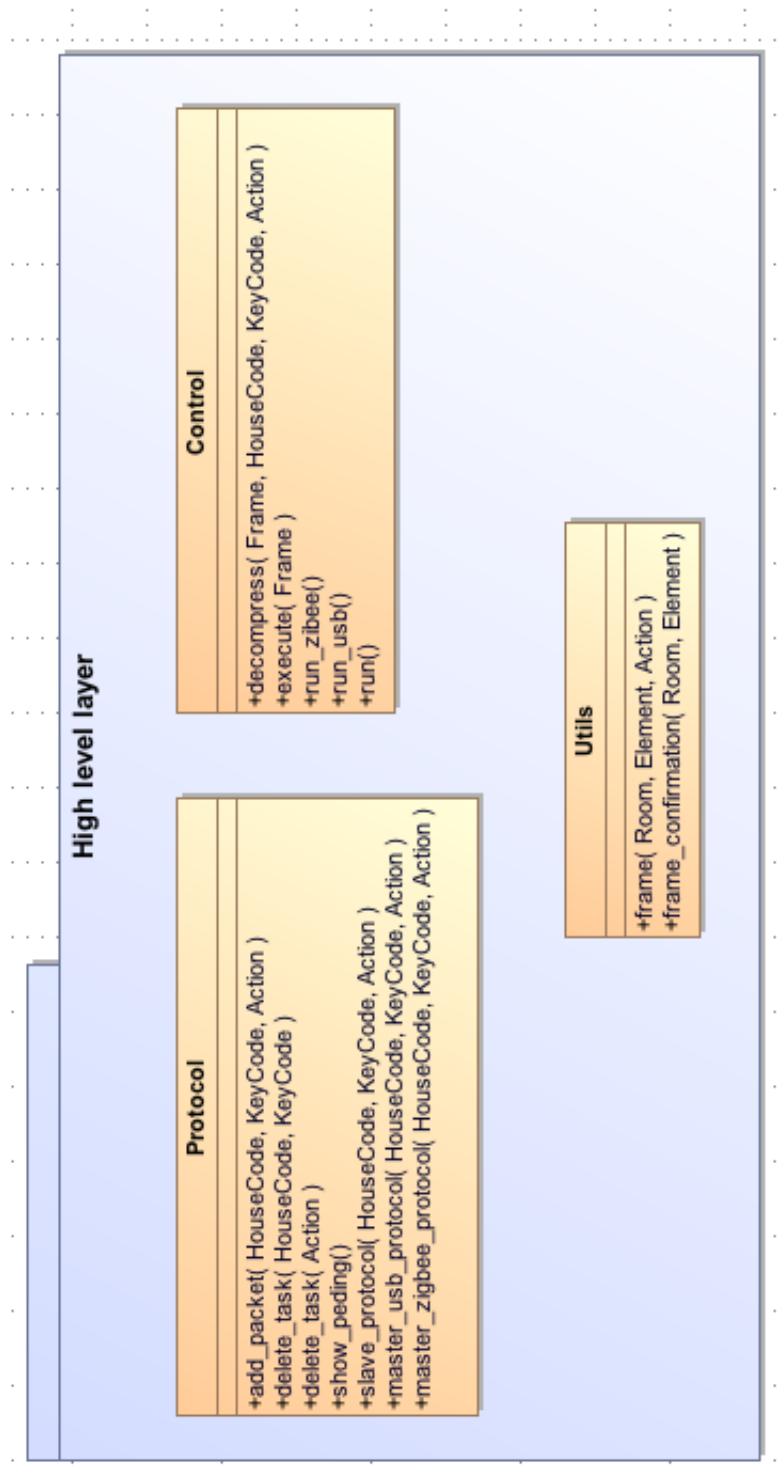 High level layer
Protocol
+add_packet( HouseCode, KeyCode, Action )
+delete_task( HouseCode, KeyCode )
+delete_task( Action )
+show_peding()
+slave_protocol( HouseCode, KeyCode, Action )
+master_usb_protocol( HouseCode, KeyCode, Action )
+master_zigbee_protocol( HouseCode, KeyCode, Action )
Control
+decompress( Frame, HouseCode, KeyCode, Action )
+execute( Frame )
+run_zibee()
+run_usb()
+run()
Utils
+frame( Room, Element, Action )
+frame_confirmation( Room, Element )